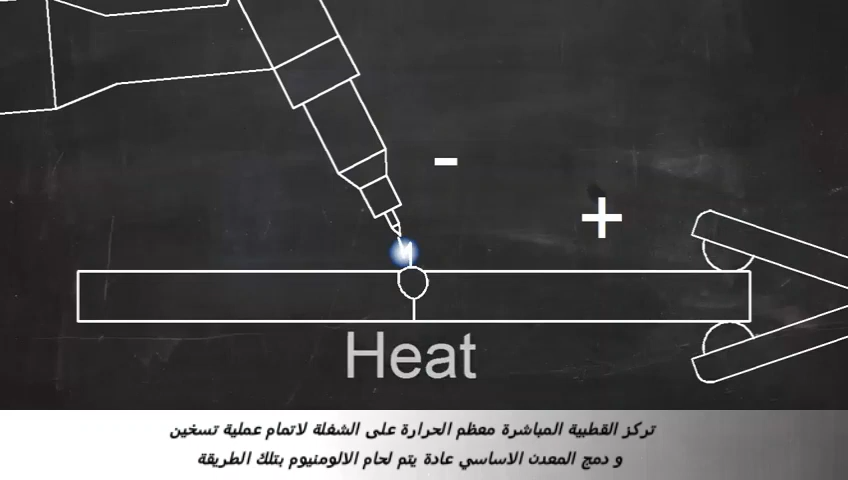 -
+
Heat
تركز القطبية المباشرة معظم الحرارة على الشغلة لاتمام عملية تسخين
و دمج المعدن الاساسي عادة يتم لحام الالومنيوم بتلك الطريقة